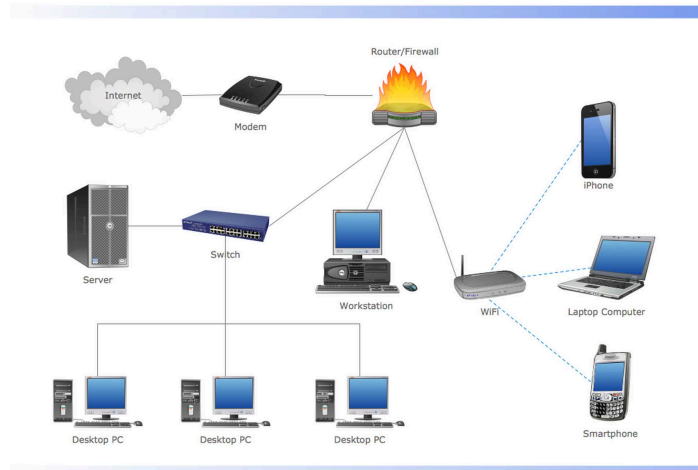 Router/Firewall
Internet
Modem
iPhone
Switch
Server
Workstation
WiFi
Laptop Computer
Desktop PC
Desktop PC
Desktop PC
Smartphone